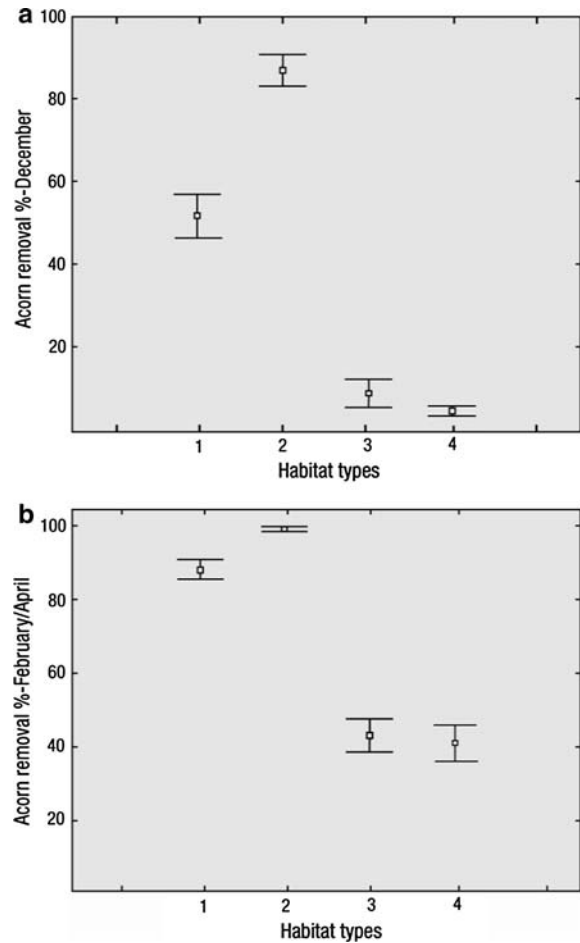 a
Acorn removal %-December
100
80
60
40
20
1 2 3 4
Habitat types
b
Acorn removal %-February/April
100
80
60
40
20
1 2 3 4
Habitat types